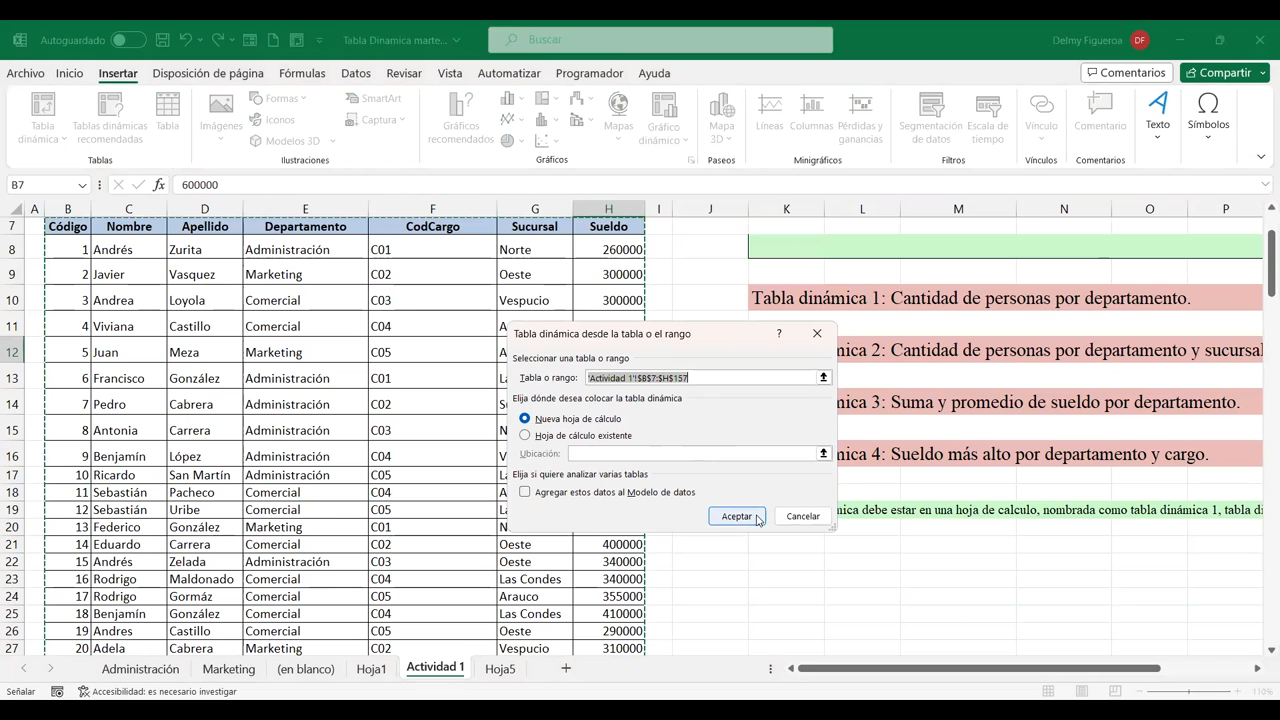 Autoguardado
Tabla Dinamica marte...
Buscar
Delmy Figueroa
DF
Archivo Inicio Insertar Disposición de página Fórmulas Datos Revisar Vista Automatizar Programador Ayuda
Comentarios
Compartir
Tabla dinámica
Tablas dinámicas recomendadas
Tabla
Imágenes
Formas
Iconos
Modelos 3D
SmartArt
Captura
Gráficos recomendados
Mapas
Gráfico dinámico
Mapa 3D
Líneas
Columnas
Pérdidas y ganancias
Segmentación de datos
Escala de tiempo
Vínculo
Comentario
Texto
Símbolos
Tablas Ilustraciones Gráficos Paseos Minigráficos Filtros Vínculos Comentarios
B7 fx 600000
A B C D E F G H I J K L M N O P
7 Código Nombre Apellido Departamento CodCargo Sucursal Sueldo
8 1 Andrés Zurita Administración C01 Norte 260000
9 2 Javier Vasquez Marketing C02 Oeste 300000
10 3 Andrea Loyola Comercial C03 Vespucio 300000 Tabla dinámica 1: Cantidad de personas por departamento.
11 4 Viviana Castillo Comercial C04
12 5 Juan Meza Marketing C05 mica 2: Cantidad de personas por departamento y sucursal
13 6 Francisco González Administración C01
14 7 Pedro Cabrera Administración C02 mica 3: Suma y promedio de sueldo por departamento.
15 8 Antonia Carrera Administración C03
16 9 Benjamín López Administración C04 mica 4: Sueldo más alto por departamento y cargo.
17 10 Ricardo San Martín Administración C05
18 11 Sebastián Pacheco Comercial C04
19 12 Sebastián Uribe Comercial C05 mica debe estar en una hoja de calculo, nombrada como tabla dinámica 1, tabla di
20 13 Federico González Marketing C01
21 14 Eduardo Carrera Comercial C02 Oeste 400000
22 15 Andrés Zelada Administración C03 Oeste 340000
23 16 Rodrigo Maldonado Comercial C04 Las Condes 340000
24 17 Rodrigo Gormáz Comercial C05 Arauco 355000
25 18 Benjamín González Comercial C04 Las Condes 410000
26 19 Andres Castillo Comercial C05 Oeste 290000
27 20 Adela Cabrera Marketing C02 Vespucio 310000
Tabla dinámica desde la tabla o el rango ?
Seleccionar una tabla o rango
Tabla o rango: 'Actividad 1'!$B$7:$H$157
Elija dónde desea colocar la tabla dinámica
Nueva hoja de cálculo
Hoja de cálculo existente
Ubicación:
Elija si quiere analizar varias tablas
Agregar estos datos al Modelo de datos
Aceptar Cancelar
Administración Marketing (en blanco) Hoja1 Actividad 1 Hoja5
Señalar Accesibilidad: es necesario investigar 110%